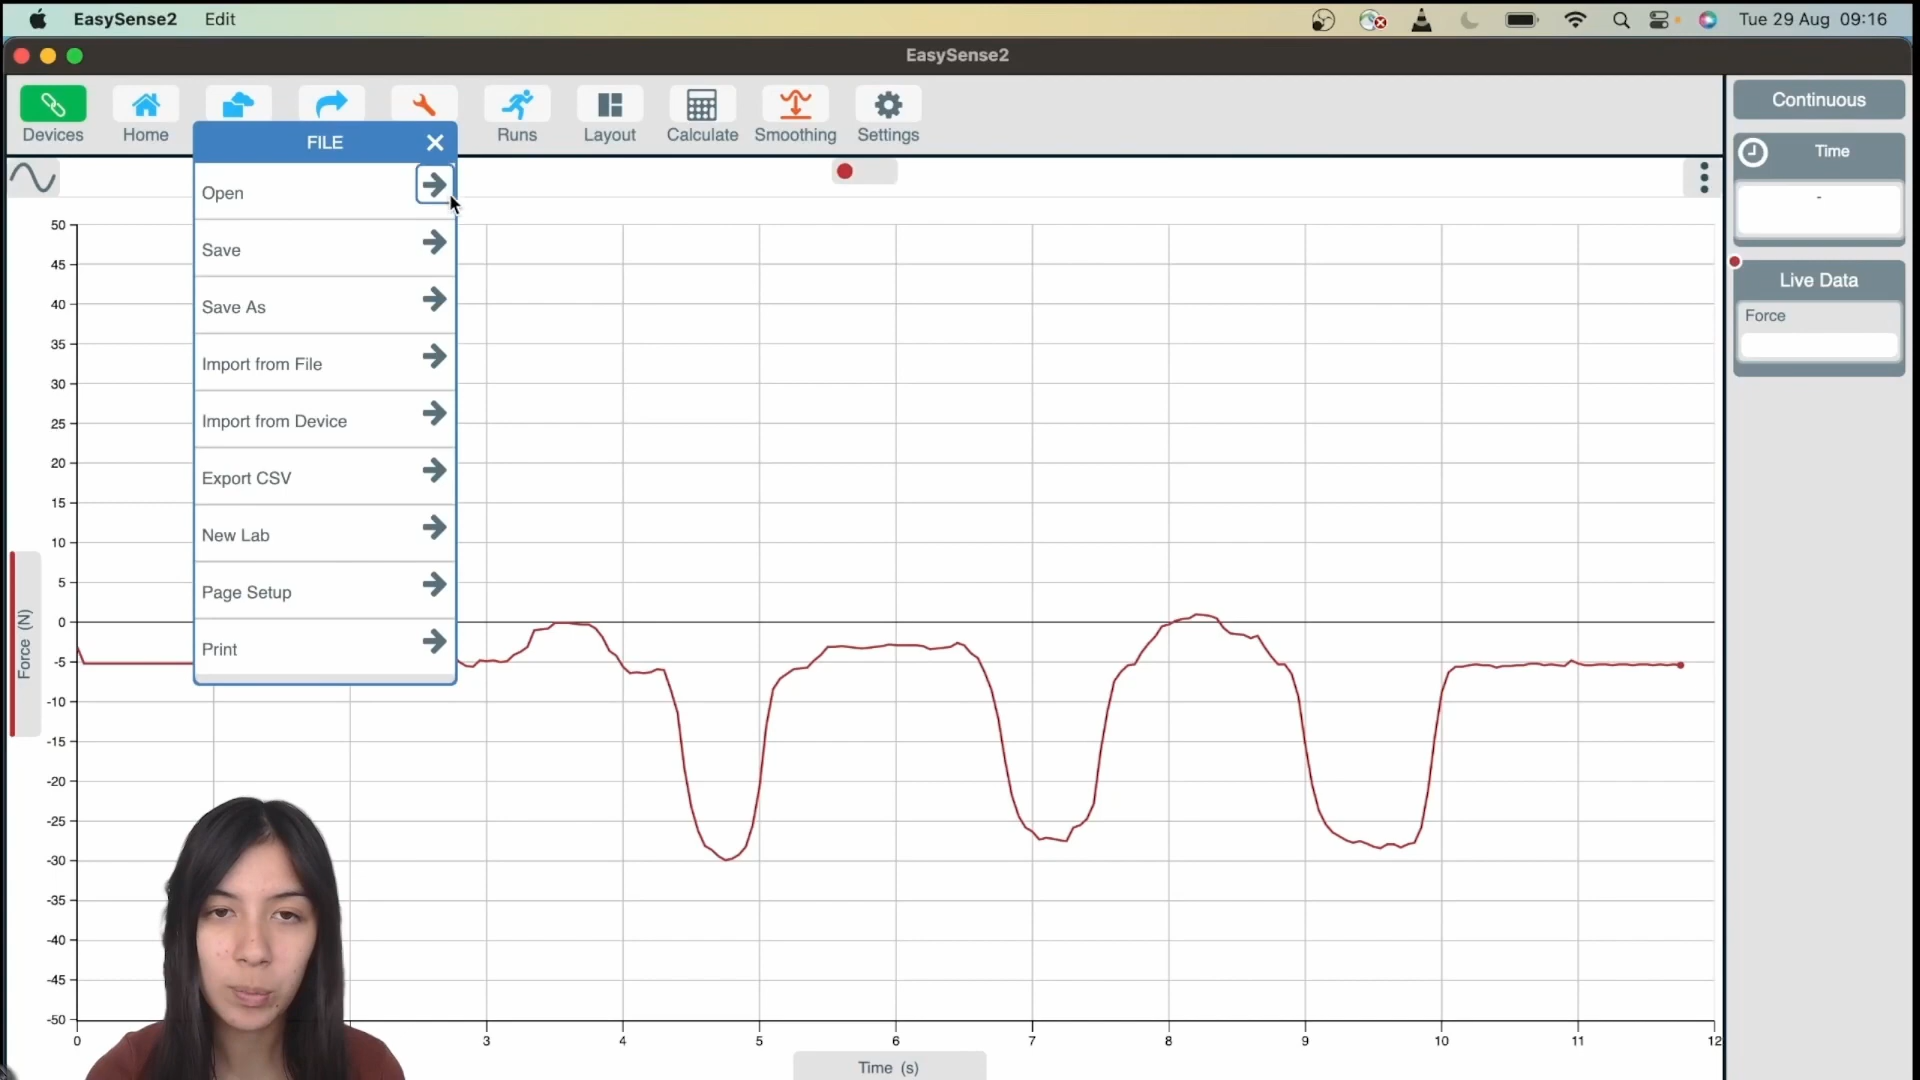 EasySense2 Edit Tue 29 Aug 09:16
EasySense2
Devices Home Runs Layout Calculate Smoothing Settings
FILE
Open
Save
Save As
Import from File
Import from Device
Export CSV
New Lab
Page Setup
Print
Continuous
Time
-
Live Data
Force
50
45
40
35
30
25
20
15
10
5
0
-5
-10
-15
-20
-25
-30
-35
-40
-45
-50
Force (N)
0 3 4 5 6 7 8 9 10 11 12
Time (s)